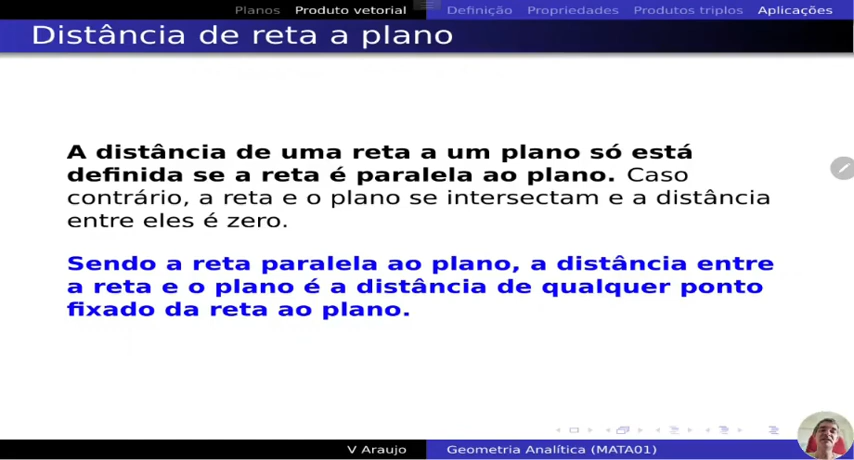 Planos Produto vetorial Definição Propriedades Produtos triplos Aplicações
Distância de reta a plano
A distância de uma reta a um plano só está
definida se a reta é paralela ao plano. Caso
contrário, a reta e o plano se intersectam e a distância
entre eles é zero.
Sendo a reta paralela ao plano, a distância entre
a reta e o plano é a distância de qualquer ponto
fixado da reta ao plano.
V Araujo Geometria Analítica (MATA01)